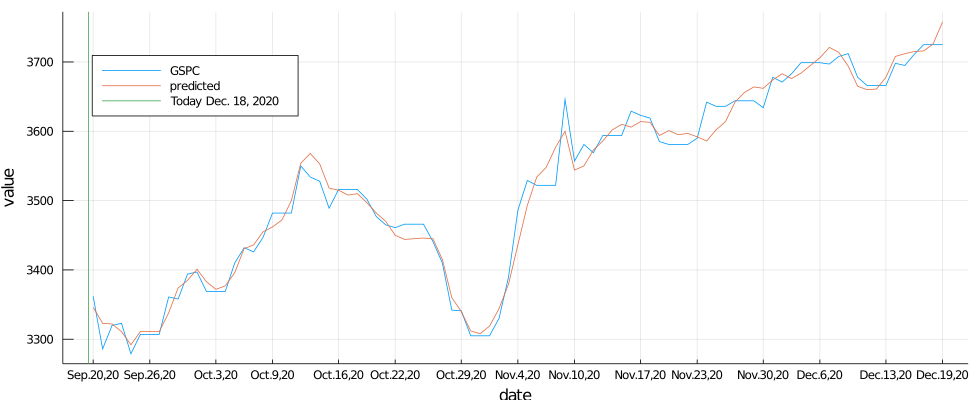 3700
3600
3500
3400
3300
value
GSPC
predicted
Today Dec. 18, 2020
Sep.20,20 Sep.26,20 Oct.3,20 Oct.9,20 Oct.16,20 Oct.22,20 Oct.29,20 Nov.4,20 Nov.10,20 Nov.17,20 Nov.23,20 Nov.30,20 Dec.6,20 Dec.13,20 Dec.19,20
date